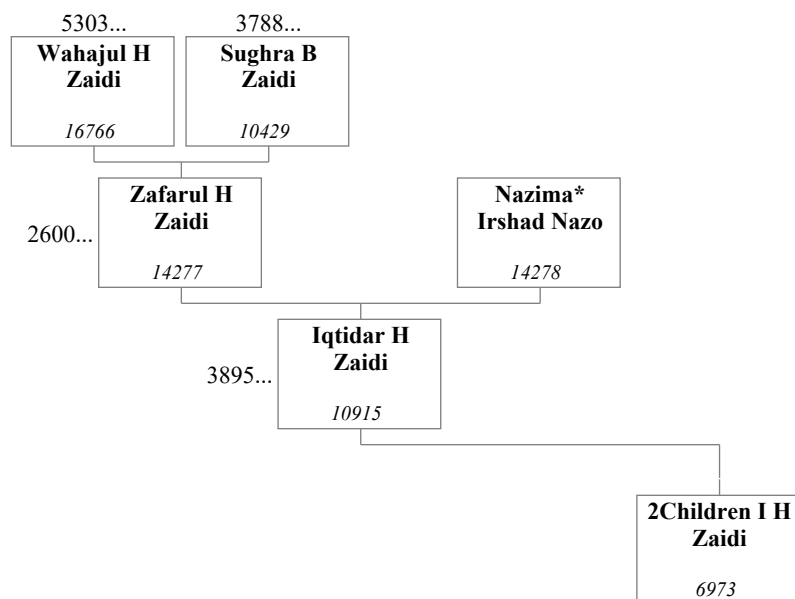 5303...
3788...
Wahajul H
Zaidi
16766
Sughra B
Zaidi
10429
2600...
Zafarul H
Zaidi
14277
Nazima*
Irshad Nazo
14278
3895...
Iqtidar H
Zaidi
10915
2Children I H
Zaidi
6973